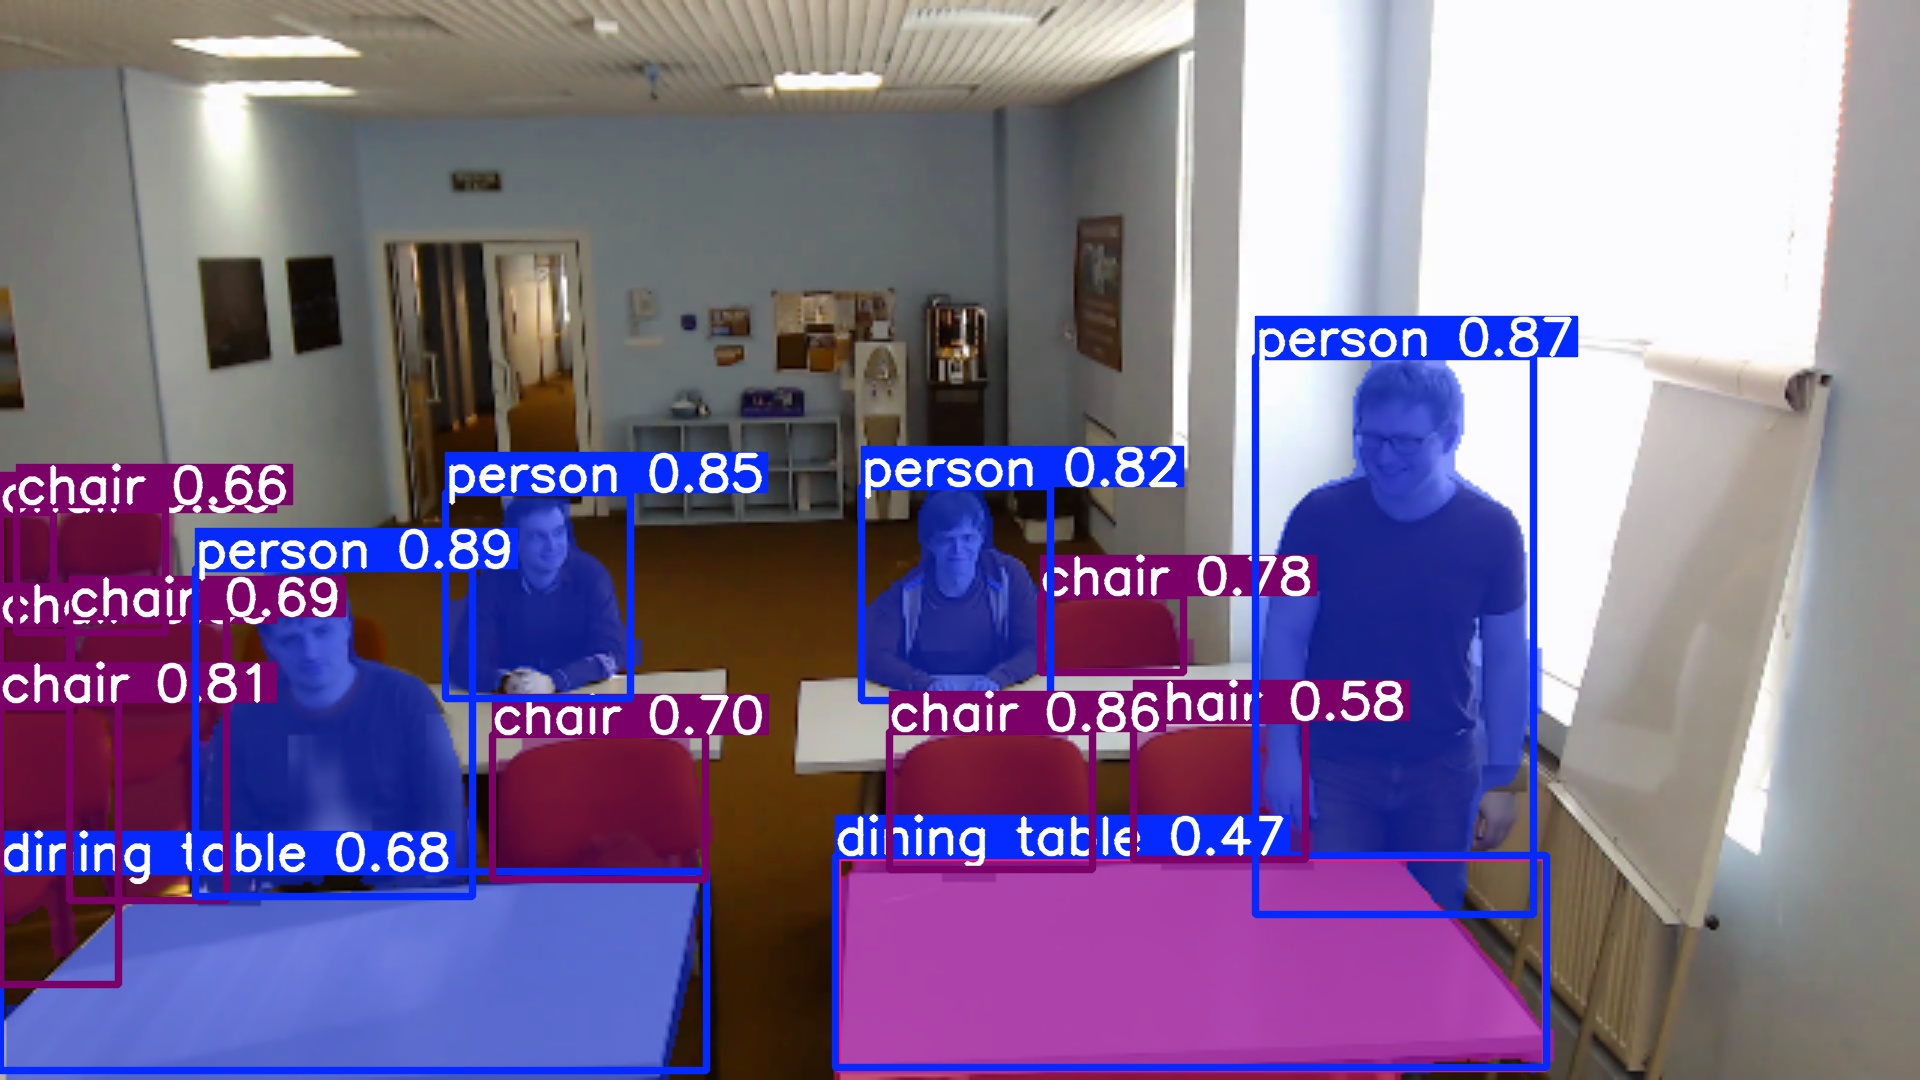 person 0.87
person 0.85
person 0.82
chair 0.66
person 0.89
chair 0.78
chair 0.69
chair 0.81
chair 0.70
chair 0.86
hair 0.58
dining table 0.68
dining table 0.47